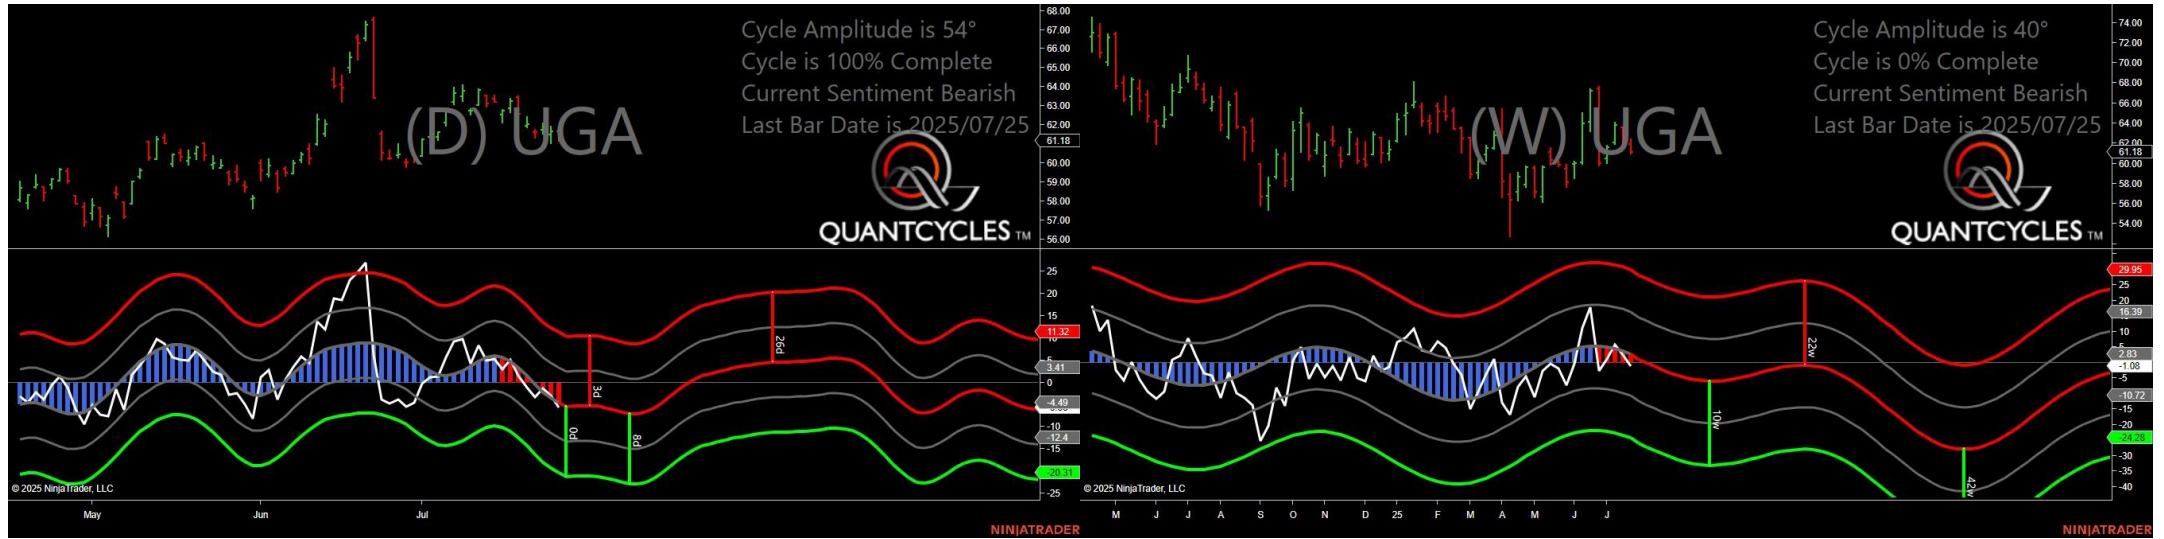 Cycle Amplitude is 54°
Cycle is 100% Complete
Current Sentiment Bearish
Last Bar Date is 2025/07/25
(D) UGA
QUANTCYCLES TM
68.00
67.00
66.00
65.00
64.00
63.00
62.00
61.18
60.00
59.00
58.00
57.00
56.00
25
20
15
11.32
10
5
3.41
0
-4.49
-10
-12.4
-15
-20.31
-25
3d
26d
0d
8d
© 2025 NinjaTrader, LLC
May Jun Jul
NINJATRADER
Cycle Amplitude is 40°
Cycle is 0% Complete
Current Sentiment Bearish
Last Bar Date is 2025/07/25
(W) UGA
QUANTCYCLES TM
74.00
72.00
70.00
68.00
66.00
64.00
62.00
61.18
60.00
58.00
56.00
54.00
29.95
25
20
16.39
10
5
2.83
-1.08
-5
-10.72
-15
-20
-24.28
-30
-35
-40
22w
10w
42w
© 2025 NinjaTrader, LLC
M J J A S O N D 25 F M A M J J
NINJATRADER